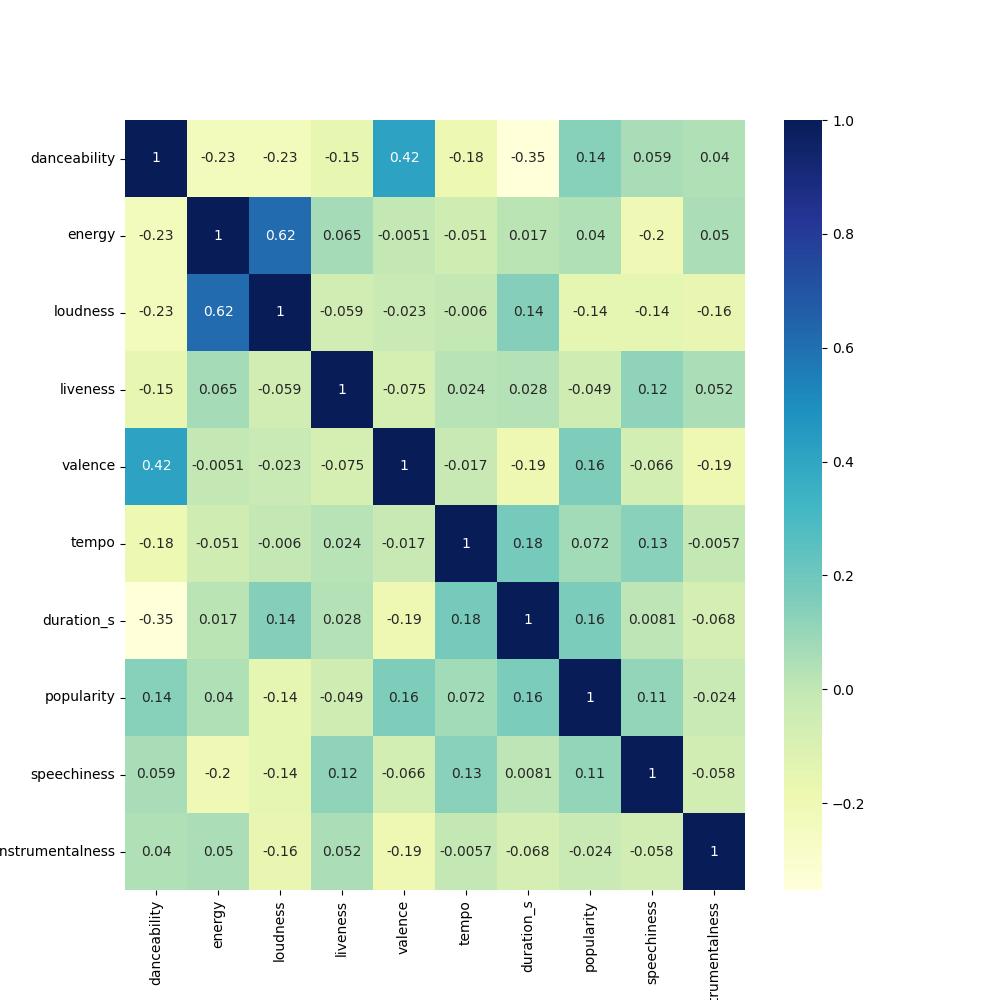 danceability 1 -0.23 -0.23 -0.15 0.42 -0.18 -0.35 0.14 0.059 0.04
energy -0.23 1 0.62 0.065 -0.0051 -0.051 0.017 0.04 -0.2 0.05
loudness -0.23 0.62 1 -0.059 -0.023 -0.006 0.14 -0.14 -0.14 -0.16
liveness -0.15 0.065 -0.059 1 -0.075 0.024 0.028 -0.049 0.12 0.052
valence 0.42 -0.0051 -0.023 -0.075 1 -0.017 -0.19 0.16 -0.066 -0.19
tempo -0.18 -0.051 -0.006 0.024 -0.017 1 0.18 0.072 0.13 -0.0057
duration_s -0.35 0.017 0.14 0.028 -0.19 0.18 1 0.16 0.0081 -0.068
popularity 0.14 0.04 -0.14 -0.049 0.16 0.072 0.16 1 0.11 -0.024
speechiness 0.059 -0.2 -0.14 0.12 -0.066 0.13 0.0081 0.11 1 -0.058
nstrumentalness 0.04 0.05 -0.16 0.052 -0.19 -0.0057 -0.068 -0.024 -0.058 1
danceability
energy
loudness
liveness
valence
tempo
duration_s
popularity
speechiness
rumentalness
1.0
0.8
0.6
0.4
0.2
0.0
−0.2